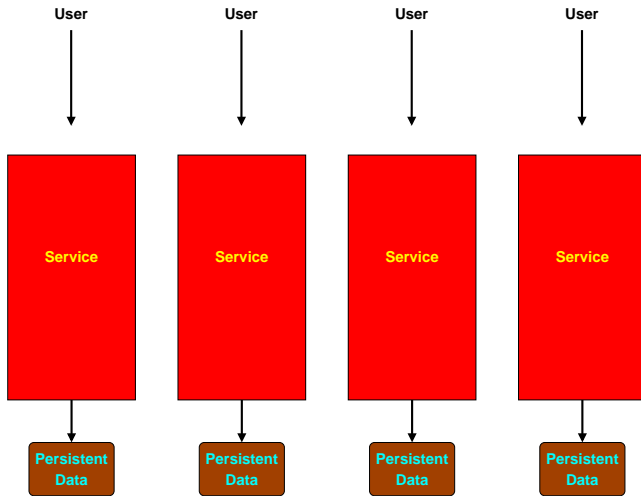 User User User User
Service Service Service Service
Persistent Persistent Persistent Persistent
Data Data Data Data